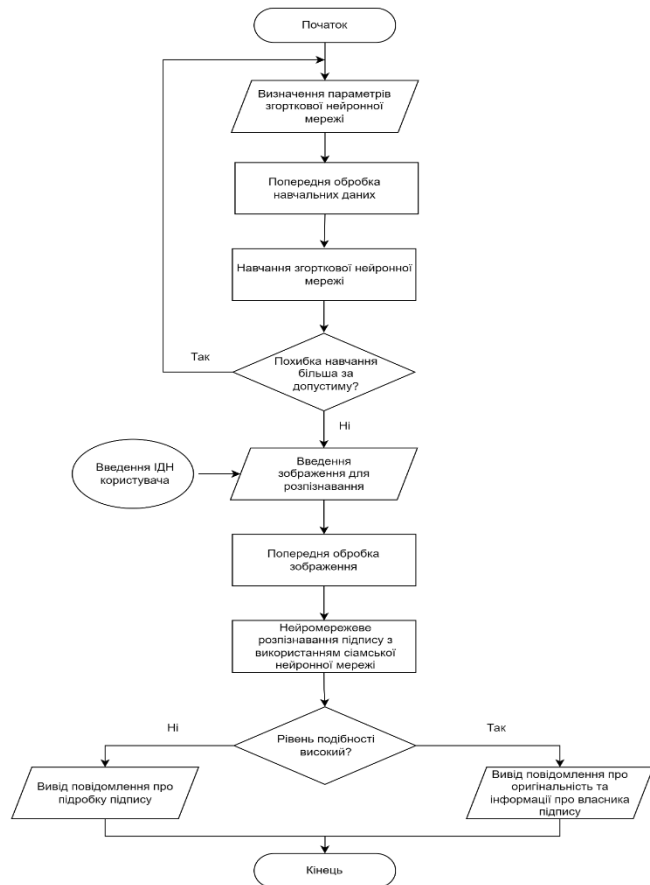 Початок
Визначення параметрів
згорткової нейронної
мережі
Попередня обробка
навчальних даних
Навчання згорткової нейронної
мережі
Так
Похибка навчання
більша за
допустиму?
Ні
Введення ІДН
користувача
Введення
зображення для
розпізнавання
Попередня обробка
зображення
Нейромережеве
розпізнавання підпису з
використанням сіамської
нейронної мережі
Ні
Рівень подібності
високий?
Так
Вивід повідомлення про
підробку підпису
Вивід повідомлення про
оригінальність та
інформації про власника
підпису
Кінець